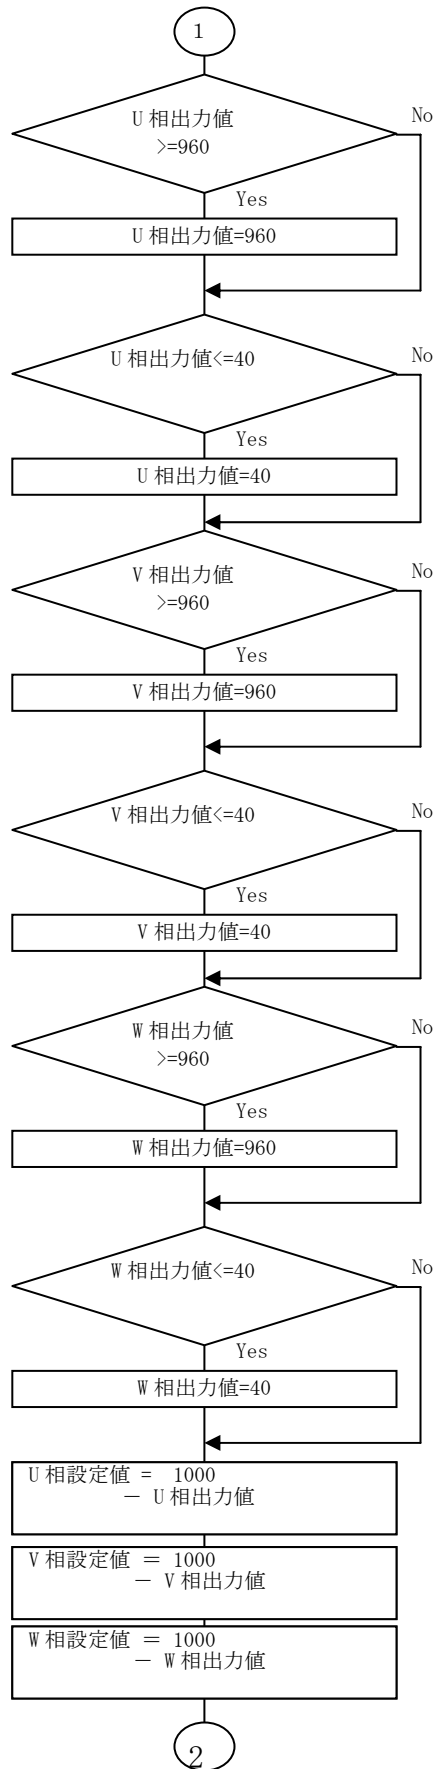 1
U 相出力値
>=960
No
Yes
U 相出力値=960
U 相出力値<=40
No
Yes
U 相出力値=40
V 相出力値
>=960
No
Yes
V 相出力値=960
V 相出力値<=40
No
Yes
V 相出力値=40
W 相出力値
>=960
No
Yes
W 相出力値=960
W 相出力値<=40
No
Yes
W 相出力値=40
U 相設定値 = 1000
－ U 相出力値
V 相設定値 ＝ 1000
－ V 相出力値
W 相設定値 ＝ 1000
－ W 相出力値
2